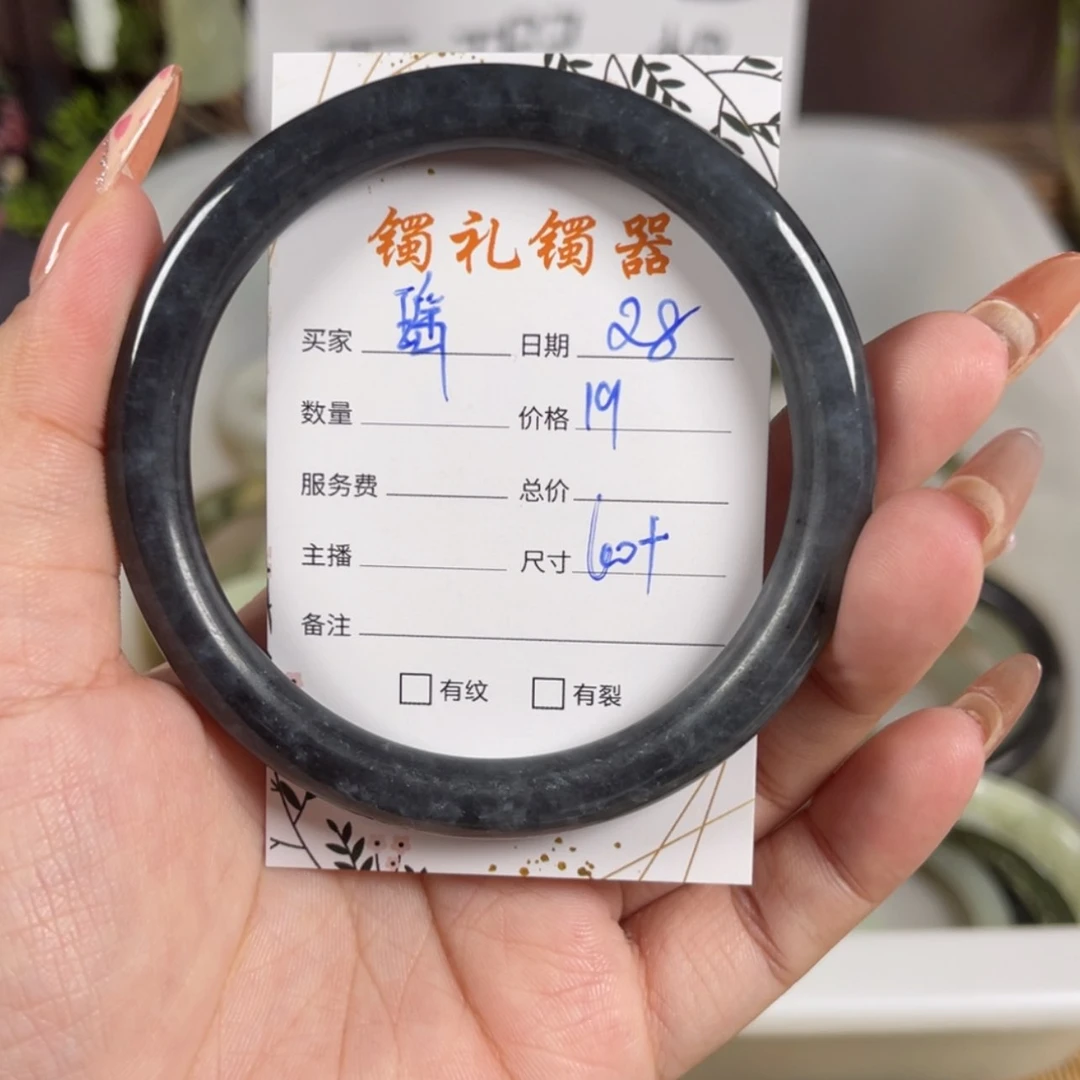 镯礼镯器
买家 瑶 日期 28
数量 价格 19
服务费 总价
主播 尺寸 60+
备注
□ 有纹 □ 有裂